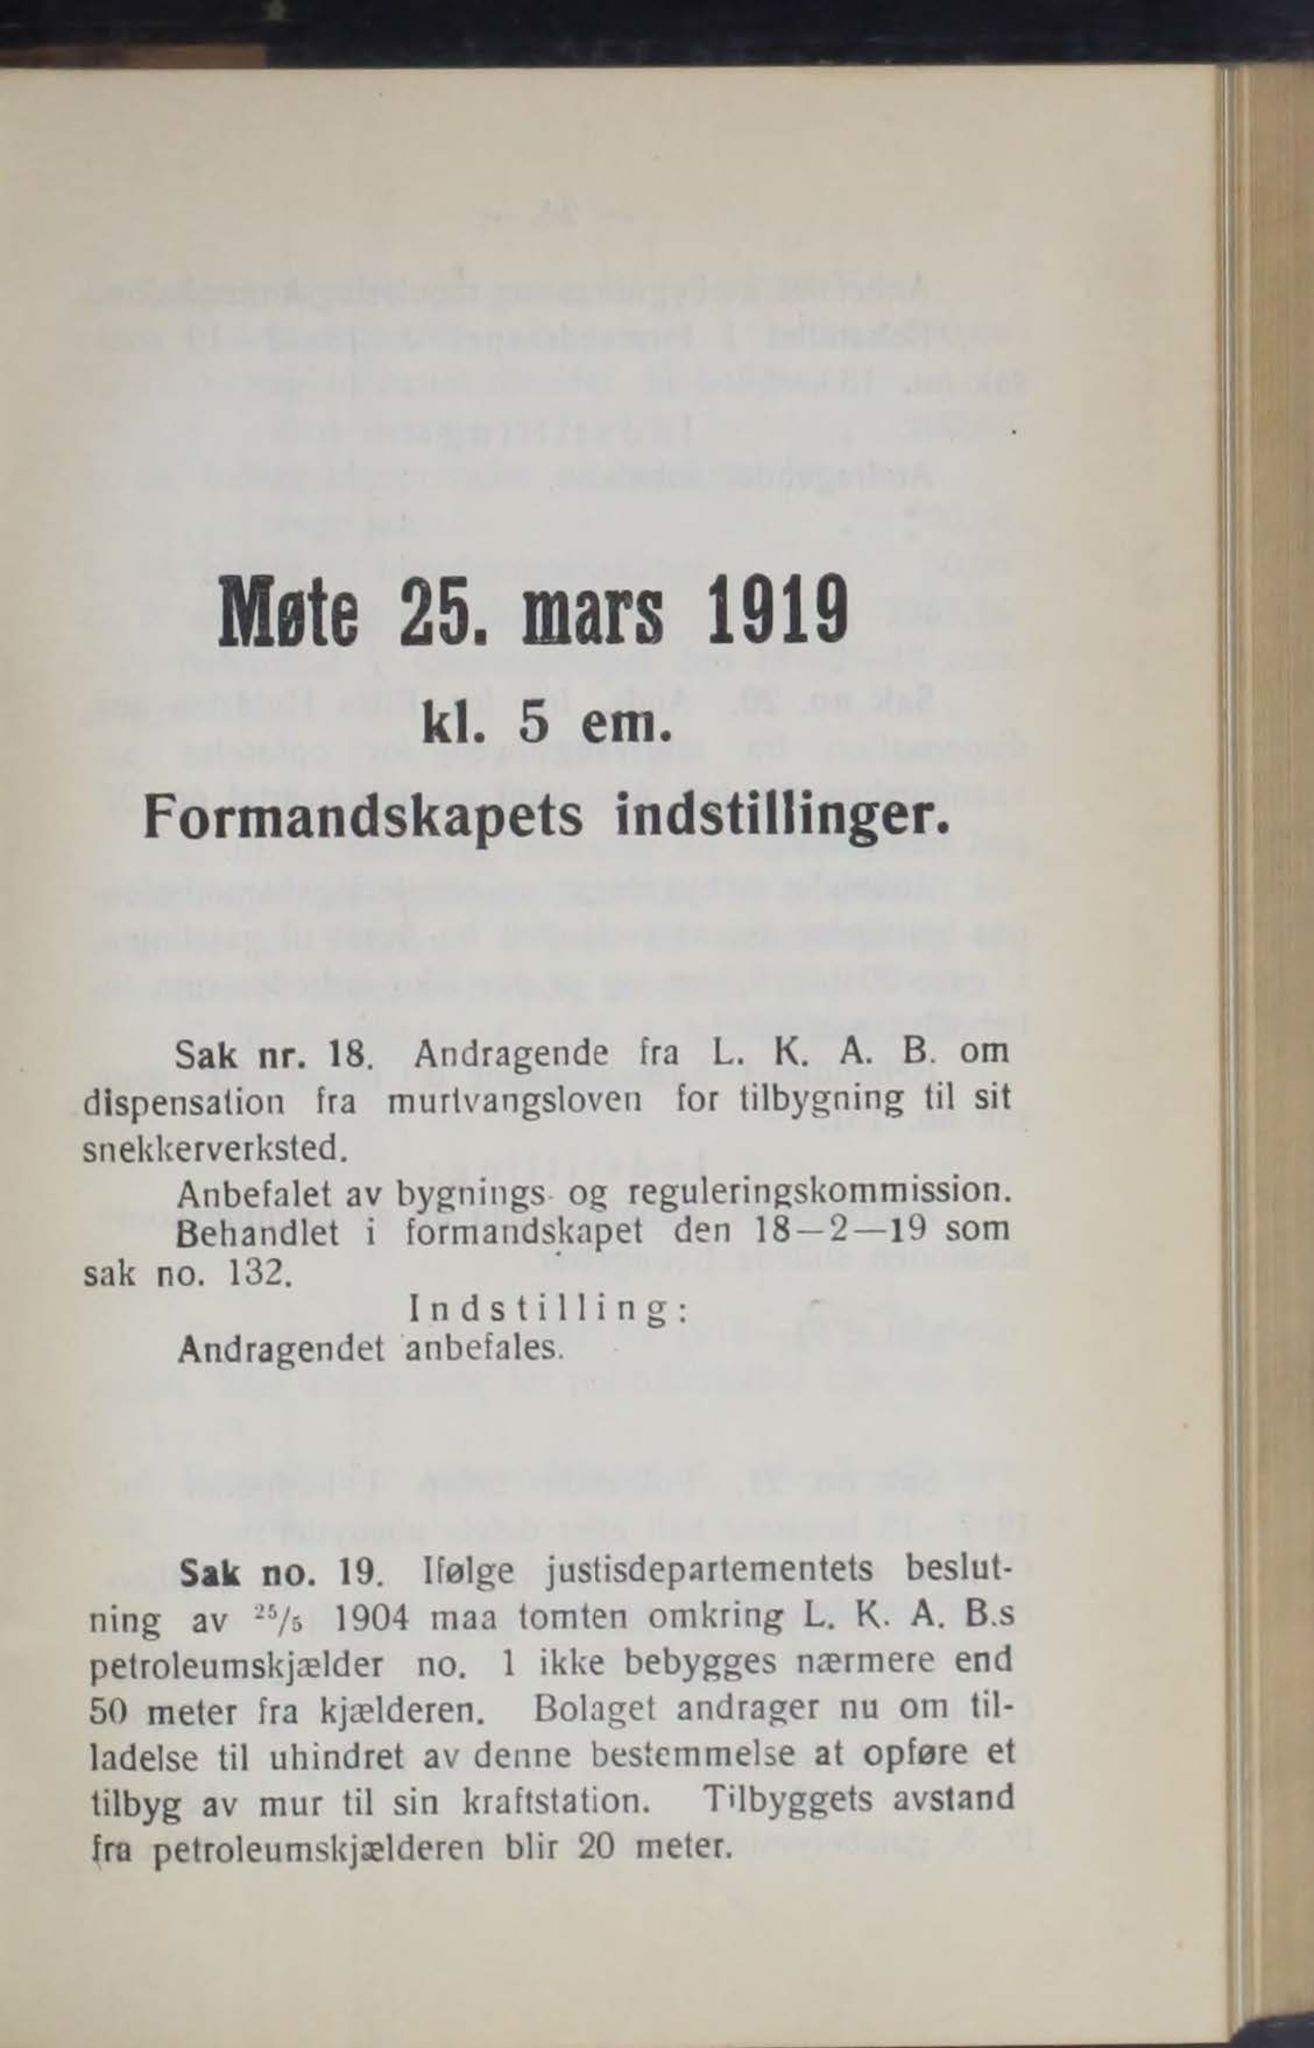 Møte 25. mars 1919
kl. 5 em.
Formandskapets indstillinger.
Sak nr. 18. Andragende fra L. K. A. B. om
dispensation fra murtvangsloven for tilbygning til sit
snekkerverksted.
Anbefalet av bygnings- og reguleringskommission.
Behandlet i formandskapet den 18—2—19 som
sak no. 132.
Indstilling:
Andragendet anbefales.
Sak no. 19. Ifølge justisdepartementets beslut-
ning av 25/5 1904 maa tomten omkring L. K. A. B.s
petroleumskjælder no. 1 ikke bebygges nærmere end
50 meter fra kjælderen. Bolaget andrager nu om til-
ladelse til uhindret av denne bestemmelse at opføre et
tilbyg av mur til sin kraftstation. Tilbyggets avstand
fra petroleumskjælderen blir 20 meter.